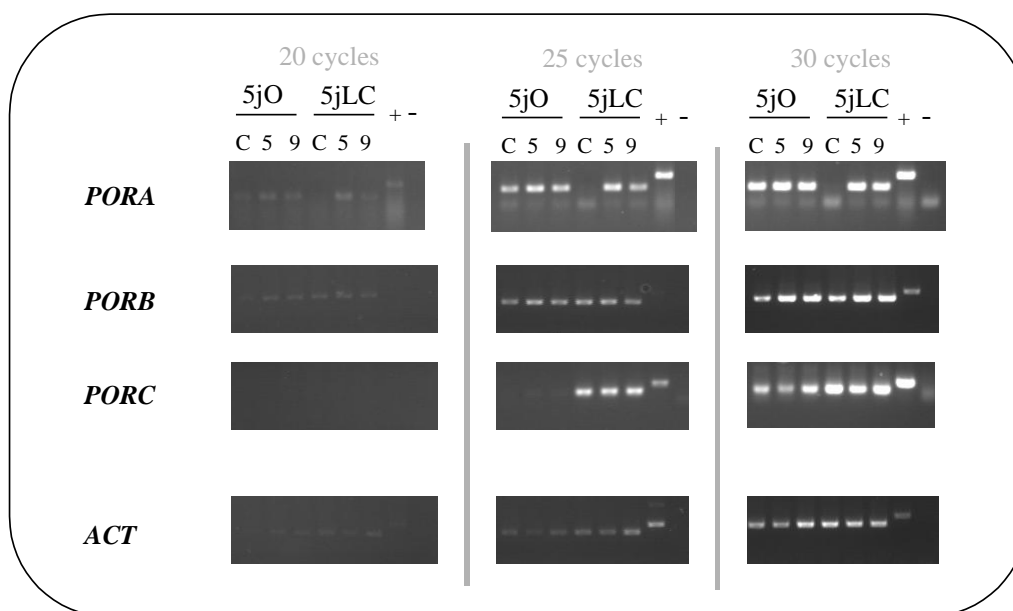 20 cycles 25 cycles 30 cycles
5jO 5jLC + - 5jO 5jLC + - 5jO 5jLC + -
C 5 9 C 5 9 C 5 9 C 5 9 C 5 9 C 5 9
PORA
PORB
PORC
ACT